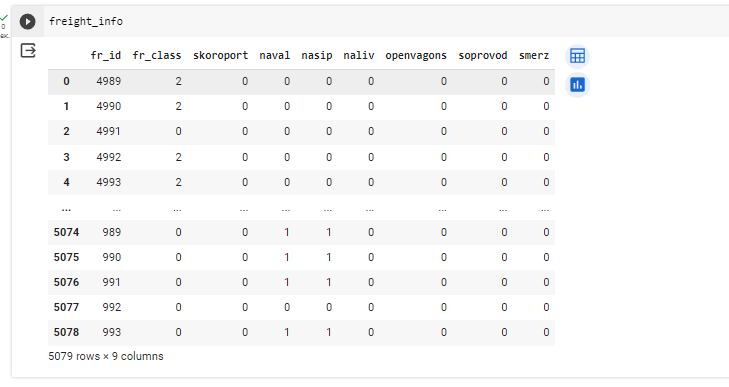 freight_info
0
ек.
fr_id fr_class skoroport naval nasip naliv openvagons soprovod smerz
0 4989 2 0 0 0 0 0 0 0
1 4990 2 0 0 0 0 0 0 0
2 4991 0 0 0 0 0 0 0 0
3 4992 2 0 0 0 0 0 0 0
4 4993 2 0 0 0 0 0 0 0
... ... ... ... ... ... ... ... ... ...
5074 989 0 0 1 1 0 0 0 0
5075 990 0 0 1 1 0 0 0 0
5076 991 0 0 1 1 0 0 0 0
5077 992 0 0 0 0 0 0 0 0
5078 993 0 0 1 1 0 0 0 0
5079 rows × 9 columns